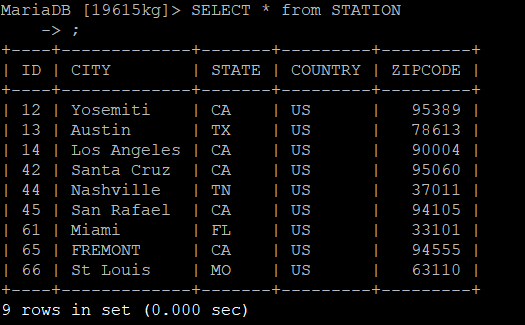 MariaDB [19615kg]> SELECT * from STATION
    -> ;
+----+-------------+-------+---------+---------+
| ID | CITY        | STATE | COUNTRY | ZIPCODE |
+----+-------------+-------+---------+---------+
| 12 | Yosemiti    | CA    | US      |   95389 |
| 13 | Austin      | TX    | US      |   78613 |
| 14 | Los Angeles | CA    | US      |   90004 |
| 42 | Santa Cruz  | CA    | US      |   95060 |
| 44 | Nashville   | TN    | US      |   37011 |
| 45 | San Rafael  | CA    | US      |   94105 |
| 61 | Miami       | FL    | US      |   33101 |
| 65 | FREMONT     | CA    | US      |   94555 |
| 66 | St Louis    | MO    | US      |   63110 |
+----+-------------+-------+---------+---------+
9 rows in set (0.000 sec)